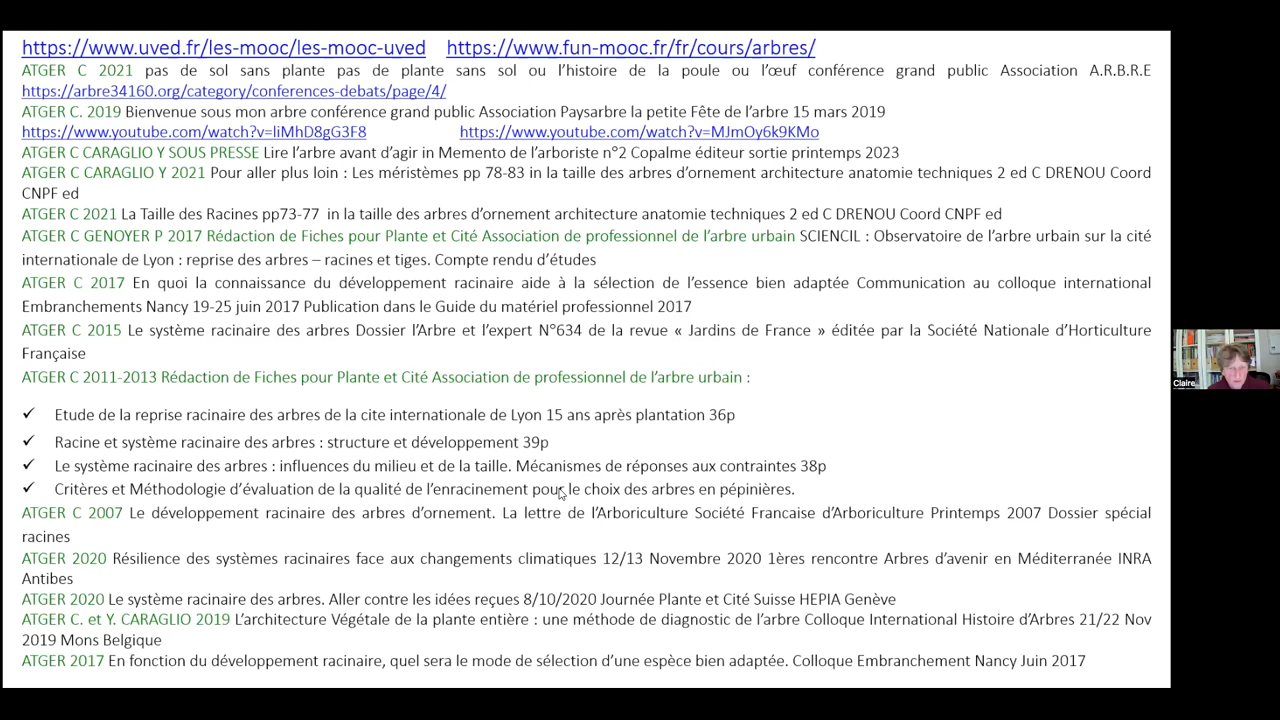 https://www.uved.fr/les-mooc/les-mooc-uved https://www.fun-mooc.fr/fr/cours/arbres/
ATGER C 2021 pas de sol sans plante pas de plante sans sol ou l’histoire de la poule ou l’œuf conférence grand public Association A.R.B.R.E
https://arbre34160.org/category/conferences-debats/page/4/
ATGER C. 2019 Bienvenue sous mon arbre conférence grand public Association Paysarbre la petite Fête de l’arbre 15 mars 2019
https://www.youtube.com/watch?v=liMhD8gG3F8 https://www.youtube.com/watch?v=MJmOy6k9KMo
ATGER C CARAGLIO Y SOUS PRESSE Lire l’arbre avant d’agir in Memento de l’arboriste n°2 Copalme éditeur sortie printemps 2023
ATGER C CARAGLIO Y 2021 Pour aller plus loin : Les méristèmes pp 78-83 in la taille des arbres d’ornement architecture anatomie techniques 2 ed C DRENOU Coord
CNPF ed
ATGER C 2021 La Taille des Racines pp73-77 in la taille des arbres d’ornement architecture anatomie techniques 2 ed C DRENOU Coord CNPF ed
ATGER C GENOYER P 2017 Rédaction de Fiches pour Plante et Cité Association de professionnel de l’arbre urbain SCIENCIL : Observatoire de l’arbre urbain sur la cité
internationale de Lyon : reprise des arbres – racines et tiges. Compte rendu d’études
ATGER C 2017 En quoi la connaissance du développement racinaire aide à la sélection de l’essence bien adaptée Communication au colloque international
Embranchements Nancy 19-25 juin 2017 Publication dans le Guide du matériel professionnel 2017
ATGER C 2015 Le système racinaire des arbres Dossier l’Arbre et l’expert N°634 de la revue « Jardins de France » éditée par la Société Nationale d’Horticulture
Française
ATGER C 2011-2013 Rédaction de Fiches pour Plante et Cité Association de professionnel de l’arbre urbain :
✓ Etude de la reprise racinaire des arbres de la cite internationale de Lyon 15 ans après plantation 36p
✓ Racine et système racinaire des arbres : structure et développement 39p
✓ Le système racinaire des arbres : influences du milieu et de la taille. Mécanismes de réponses aux contraintes 38p
✓ Critères et Méthodologie d’évaluation de la qualité de l’enracinement pour le choix des arbres en pépinières.
ATGER C 2007 Le développement racinaire des arbres d’ornement. La lettre de l’Arboriculture Société Francaise d’Arboriculture Printemps 2007 Dossier spécial
racines
ATGER 2020 Résilience des systèmes racinaires face aux changements climatiques 12/13 Novembre 2020 1ères rencontre Arbres d’avenir en Méditerranée INRA
Antibes
ATGER 2020 Le système racinaire des arbres. Aller contre les idées reçues 8/10/2020 Journée Plante et Cité Suisse HEPIA Genève
ATGER C. et Y. CARAGLIO 2019 L’architecture Végétale de la plante entière : une méthode de diagnostic de l’arbre Colloque International Histoire d’Arbres 21/22 Nov
2019 Mons Belgique
ATGER 2017 En fonction du développement racinaire, quel sera le mode de sélection d’une espèce bien adaptée. Colloque Embranchement Nancy Juin 2017
Claire